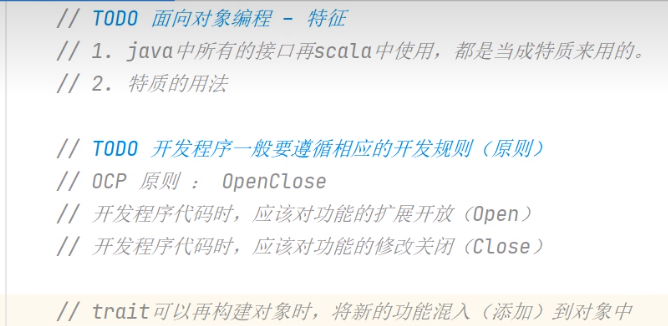 // TODO 面向对象编程 - 特征
// 1. java中所有的接口再scala中使用，都是当成特质来用的。
// 2. 特质的用法
// TODO 开发程序一般要遵循相应的开发规则（原则）
// OCP 原则 ： OpenClose
// 开发程序代码时，应该对功能的扩展开放（Open）
// 开发程序代码时，应该对功能的修改关闭（Close）
// trait可以再构建对象时，将新的功能混入（添加）到对象中